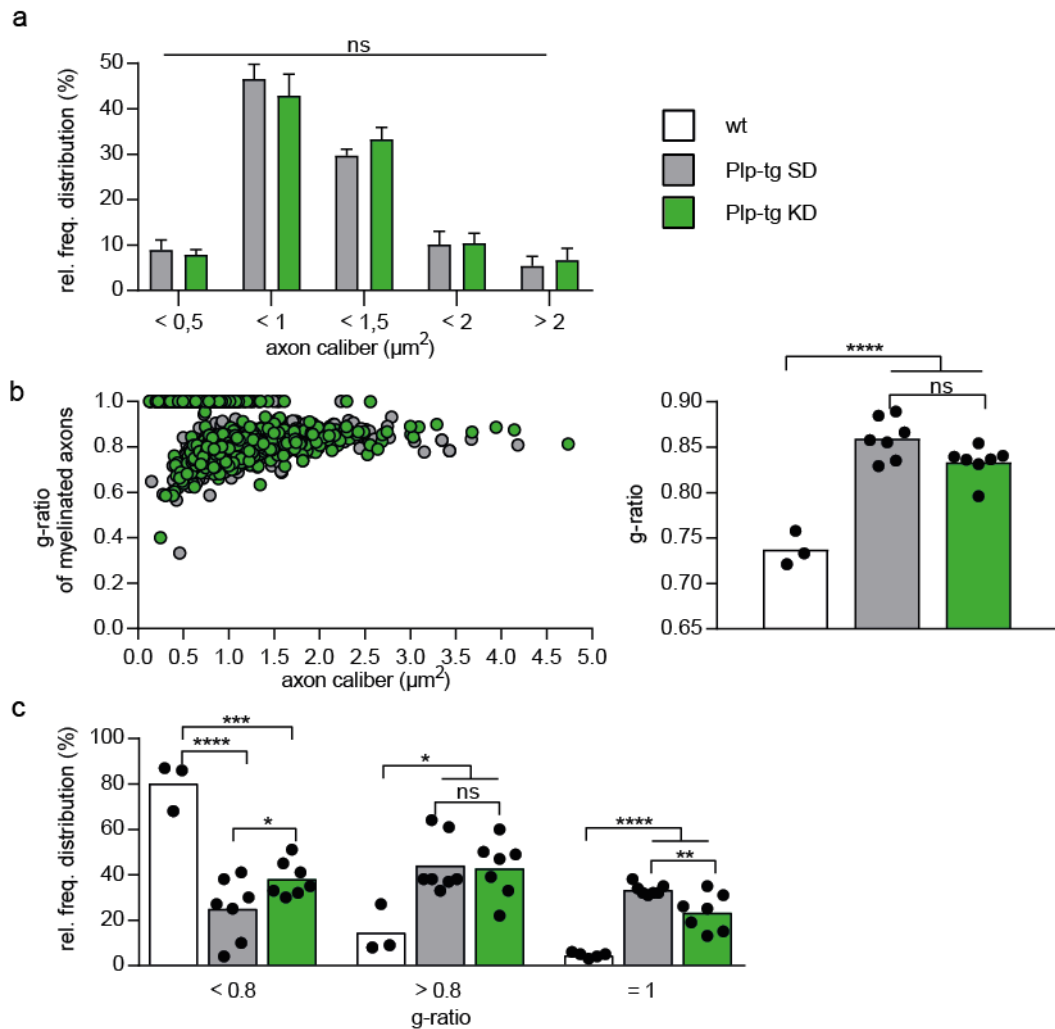 a
ns
rel. freq. distribution (%)
50
40
30
20
10
0
< 0,5 < 1 < 1,5 < 2 > 2
axon caliber (µm²)
wt
Plp-tg SD
Plp-tg KD
b
g-ratio
of myelinated axons
1.0
0.8
0.6
0.4
0.2
0.0
0.0 0.5 1.0 1.5 2.0 2.5 3.0 3.5 4.0 4.5 5.0
axon caliber (µm²)
****
ns
g-ratio
0.90
0.85
0.80
0.75
0.70
0.65
c
rel. freq. distribution (%)
100
80
60
40
20
0
***
****
*
*
ns
****
**
< 0.8 > 0.8 = 1
g-ratio